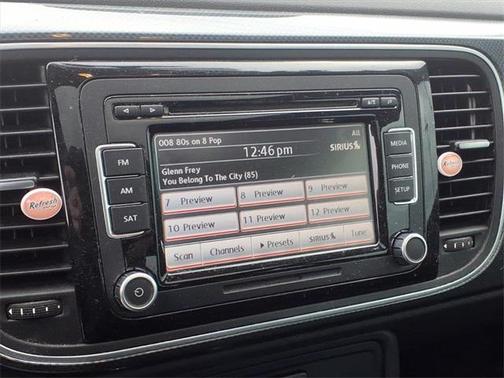 008 80s on 8 Pop
All
12:46 pm
SIRIUS
Glenn Frey
You Belong To The City (85)
7 Preview
8 Preview
9 Preview
10 Preview
11 Preview
12 Preview
Scan
Channels
Presets
SIRIUS
Tune
FM
AM
SAT
MEDIA
PHONE
SETUP
Refresh
Refresh